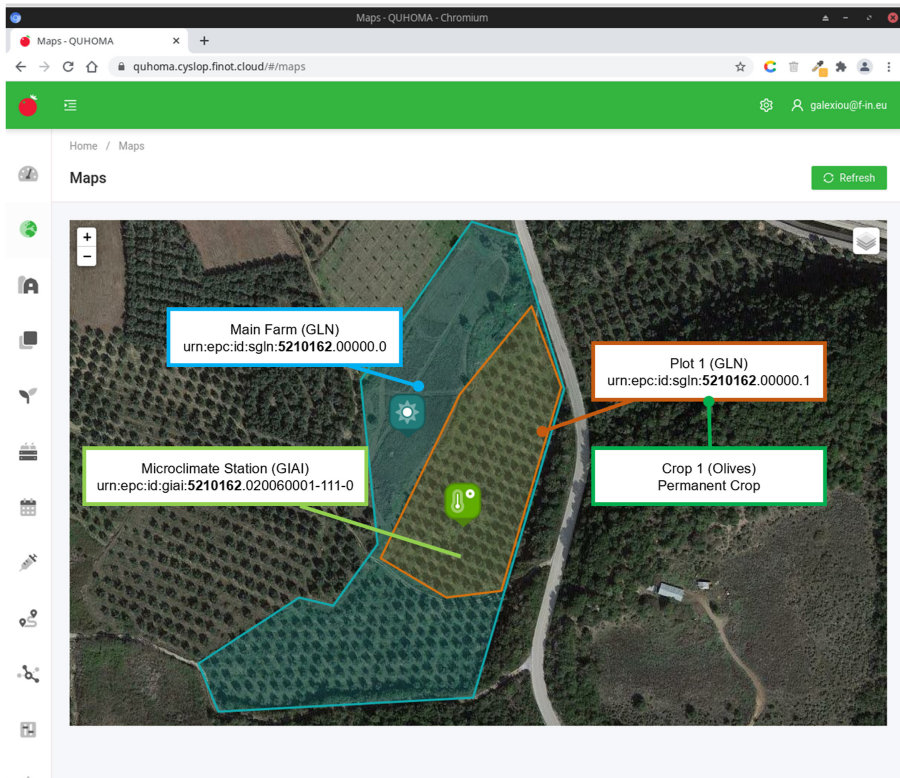 Maps - QUHOMA - Chromium
Maps - QUHOMA
quhoma.cyslop.finot.cloud/#/maps
galexiou@f-in.eu
Home / Maps
Maps
Refresh
+
−
Main Farm (GLN)
urn:epc:id:sgln:5210162.00000.0
Plot 1 (GLN)
urn:epc:id:sgln:5210162.00000.1
Microclimate Station (GIAI)
urn:epc:id:giai:5210162.020060001-111-0
Crop 1 (Olives)
Permanent Crop